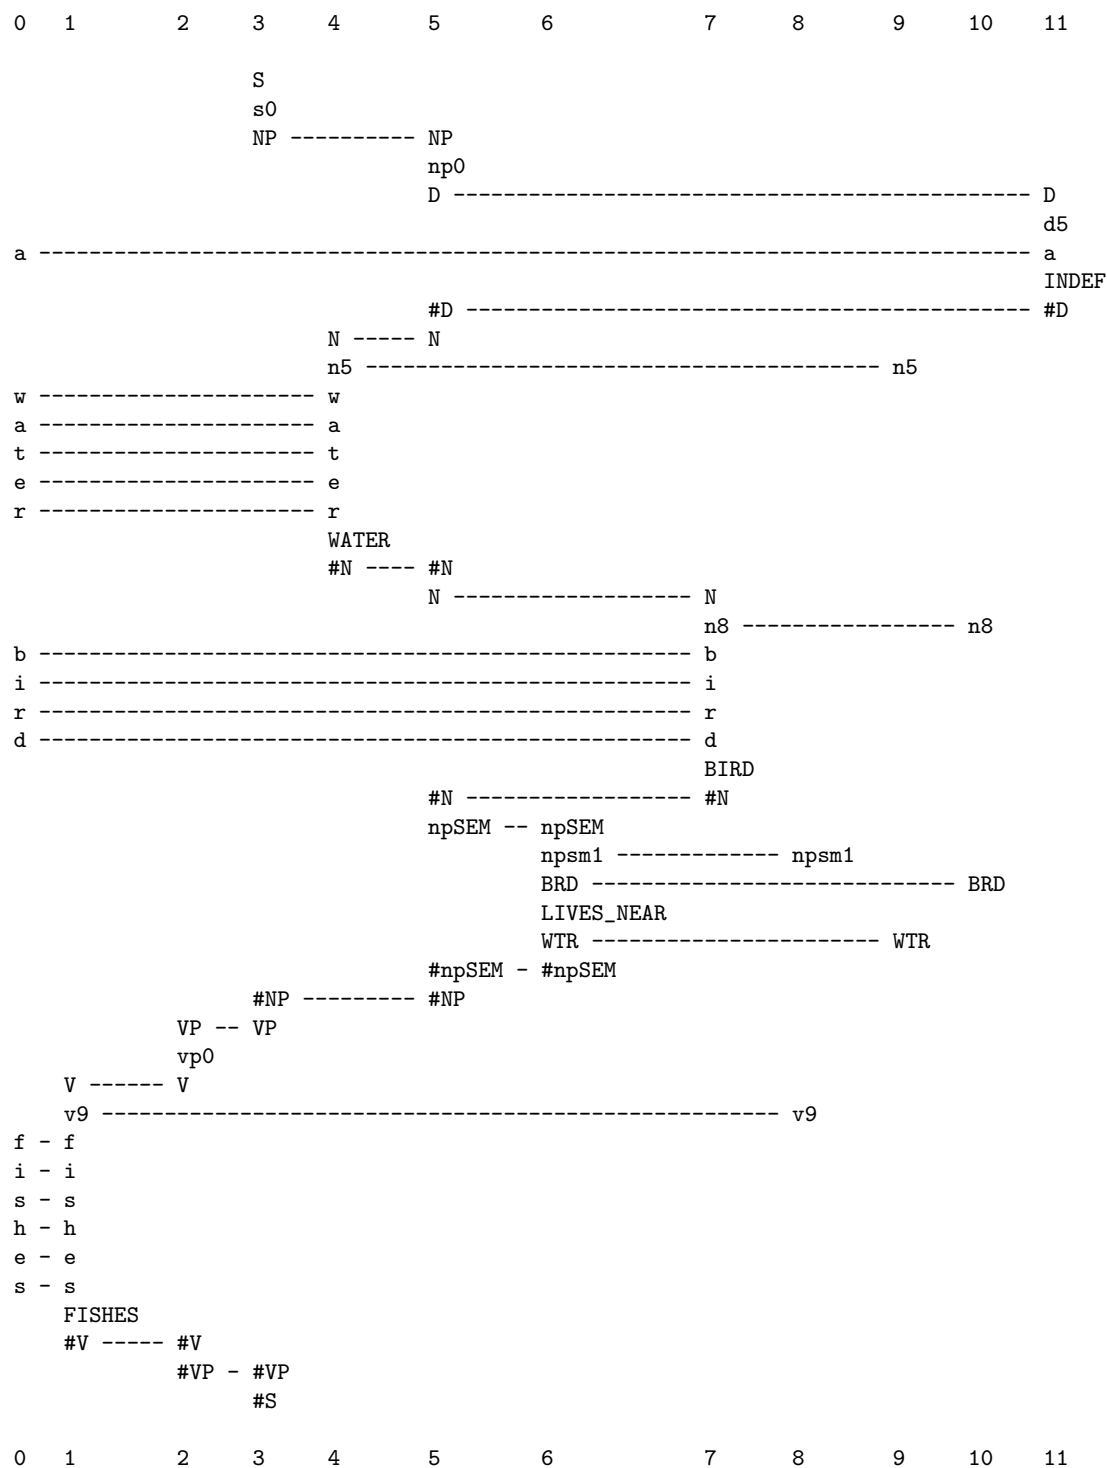 0 1 2 3 4 5 6 7 8 9 10 11
S
s0
NP ---------- NP
np0
D ---------------------------------------------- D
d5
a ------------------------------------------------------------------------------- a
INDEF
#D --------------------------------------------- #D
N ----- N
n5 ----------------------------------------- n5
w ---------------------- w
a ---------------------- a
t ---------------------- t
e ---------------------- e
r ---------------------- r
WATER
#N ---- #N
N ------------------- N
n8 ----------------- n8
b ---------------------------------------------------- b
i ---------------------------------------------------- i
r ---------------------------------------------------- r
d ---------------------------------------------------- d
BIRD
#N ------------------ #N
npSEM -- npSEM
npsm1 ------------- npsm1
BRD ----------------------------- BRD
LIVES_NEAR
WTR ----------------------- WTR
#npSEM - #npSEM
#NP --------- #NP
VP -- VP
vp0
V ------ V
v9 ------------------------------------------------------ v9
f - f
i - i
s - s
h - h
e - e
s - s
FISHES
#V ----- #V
#VP - #VP
#S
0 1 2 3 4 5 6 7 8 9 10 11